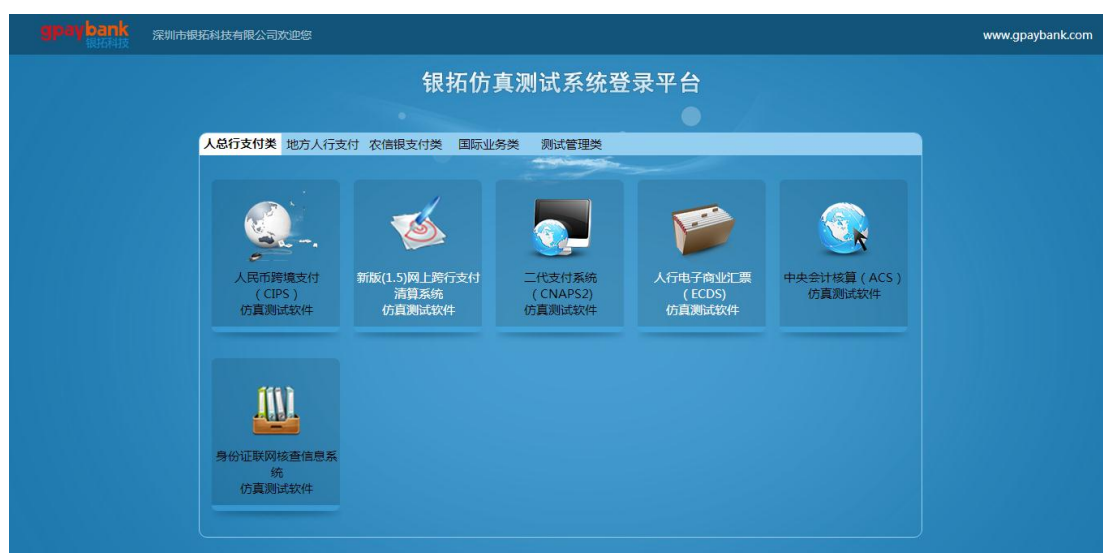 gpaybank
银拓科技
深圳市银拓科技有限公司欢迎您
www.gpaybank.com
银拓仿真测试系统登录平台
人总行支付类 地方人行支付 农信银支付类 国际业务类 测试管理类
人民币跨境支付
（CIPS）
仿真测试软件
新版(1.5)网上跨行支付
清算系统
仿真测试软件
二代支付系统
（CNAPS2)
仿真测试软件
人行电子商业汇票
（ECDS)
仿真测试软件
中央会计核算（ACS）
仿真测试软件
身份证联网核查信息系
统
仿真测试软件